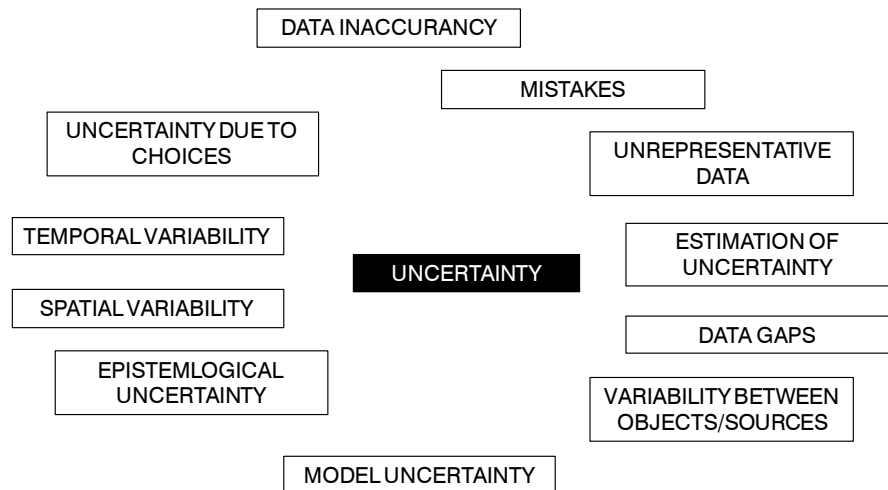 DATA INACCURANCY
MISTAKES
UNCERTAINTY DUE TO
CHOICES
UNREPRESENTATIVE
DATA
TEMPORAL VARIABILITY
ESTIMATION OF
UNCERTAINTY
UNCERTAINTY
SPATIAL VARIABILITY
DATA GAPS
EPISTEMLOGICAL
UNCERTAINTY
VARIABILITY BETWEEN
OBJECTS/SOURCES
MODEL UNCERTAINTY